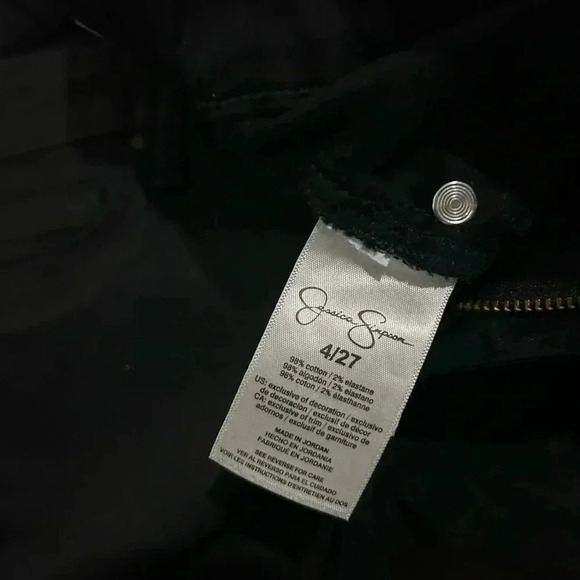 Jessica Simpson
4/27
98% cotton / 2% elastane
98% algodon / 2% elastano
98% coton / 2% élasthanne
US: exclusive of decoration / exclusivo
de decoracion / exclusif de décor
CA: exclusive of trim / exclusivo de
adornos / exclusif de garniture
MADE IN JORDAN
HECHO EN JORDANIA
FABRIQUE EN JORDANIE
SEE REVERSE FOR CARE
VER AL REVERSO PARA EL CUIDADO
VOIR LES INSTRUCTIONS D'ENTRETIEN AU DOS